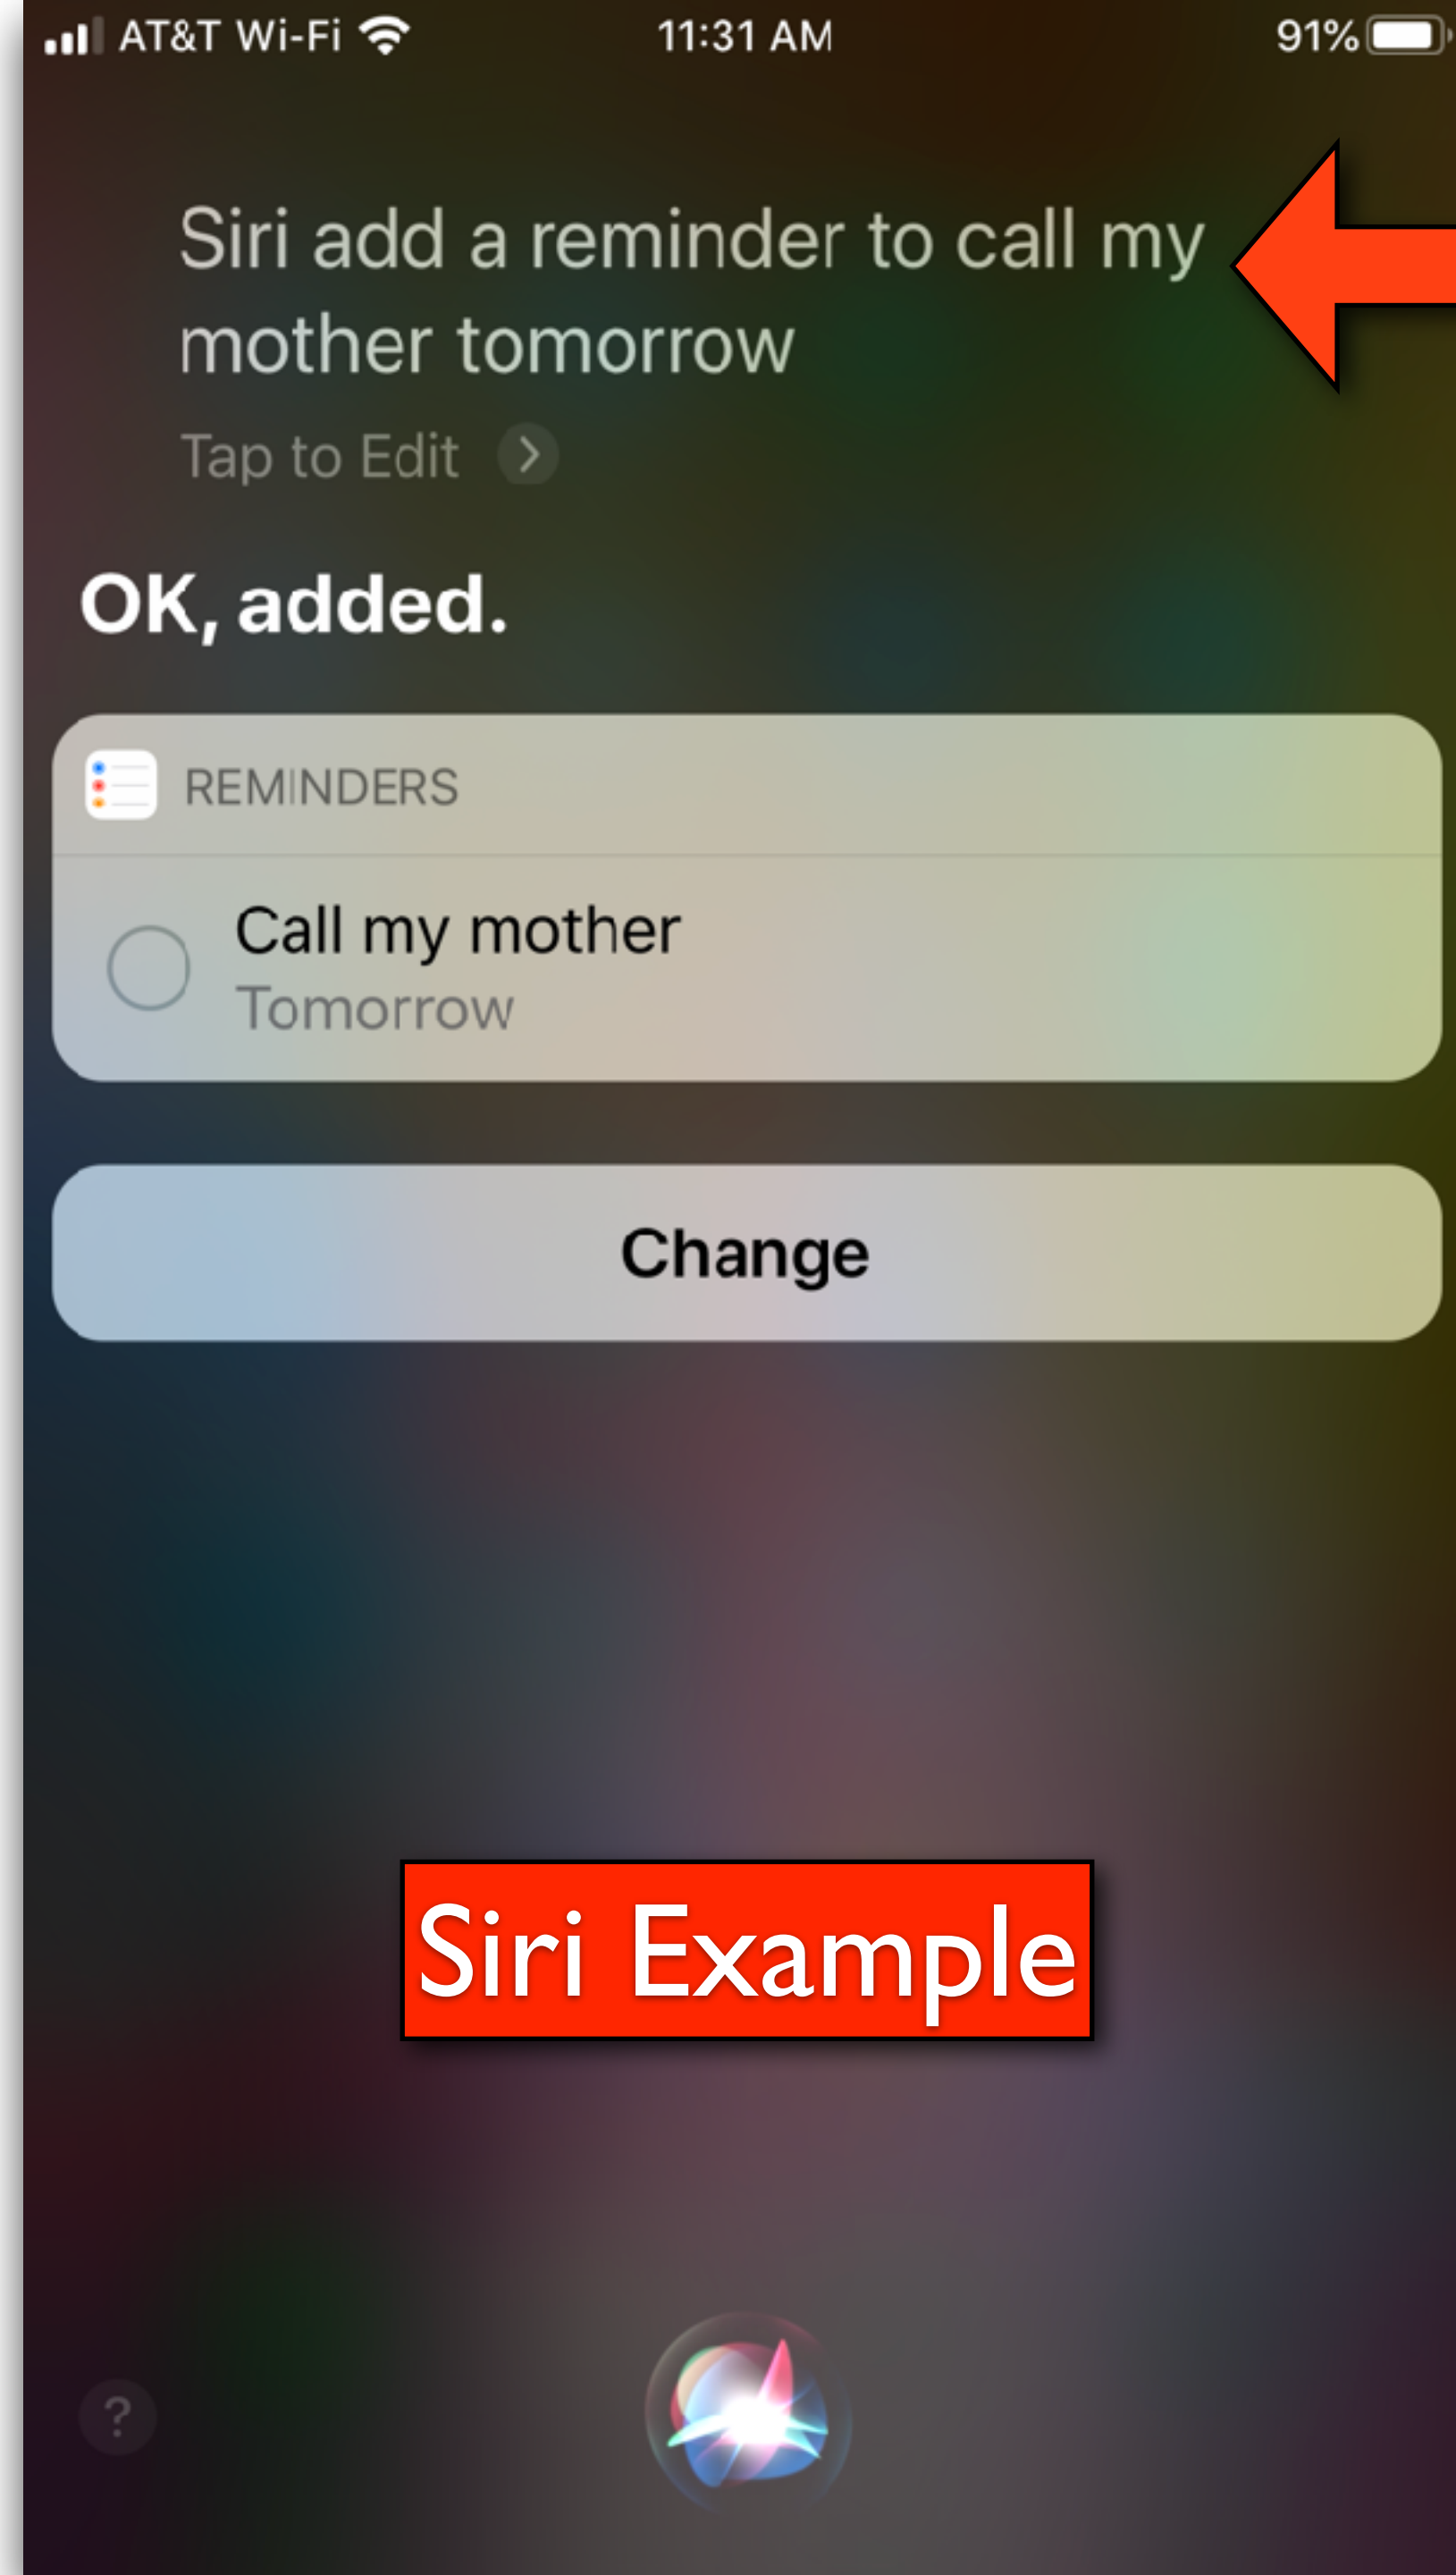 AT&T Wi-Fi 11:31 AM 91%
Siri add a reminder to call my
mother tomorrow
Tap to Edit >
OK, added.
REMINDERS
Call my mother
Tomorrow
Change
Siri Example
?